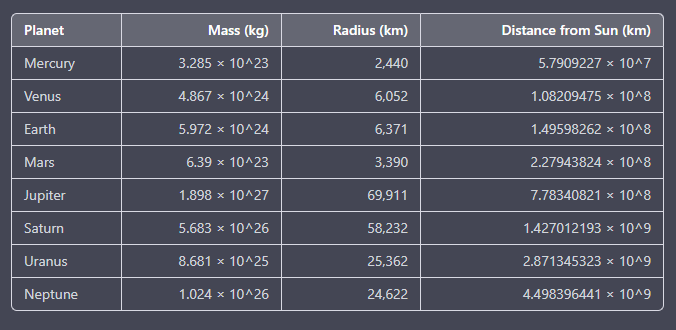 Planet Mass (kg) Radius (km) Distance from Sun (km)
Mercury 3.285 × 10^23 2,440 5.7909227 × 10^7
Venus 4.867 × 10^24 6,052 1.08209475 × 10^8
Earth 5.972 × 10^24 6,371 1.49598262 × 10^8
Mars 6.39 × 10^23 3,390 2.27943824 × 10^8
Jupiter 1.898 × 10^27 69,911 7.78340821 × 10^8
Saturn 5.683 × 10^26 58,232 1.427012193 × 10^9
Uranus 8.681 × 10^25 25,362 2.871345323 × 10^9
Neptune 1.024 × 10^26 24,622 4.498396441 × 10^9